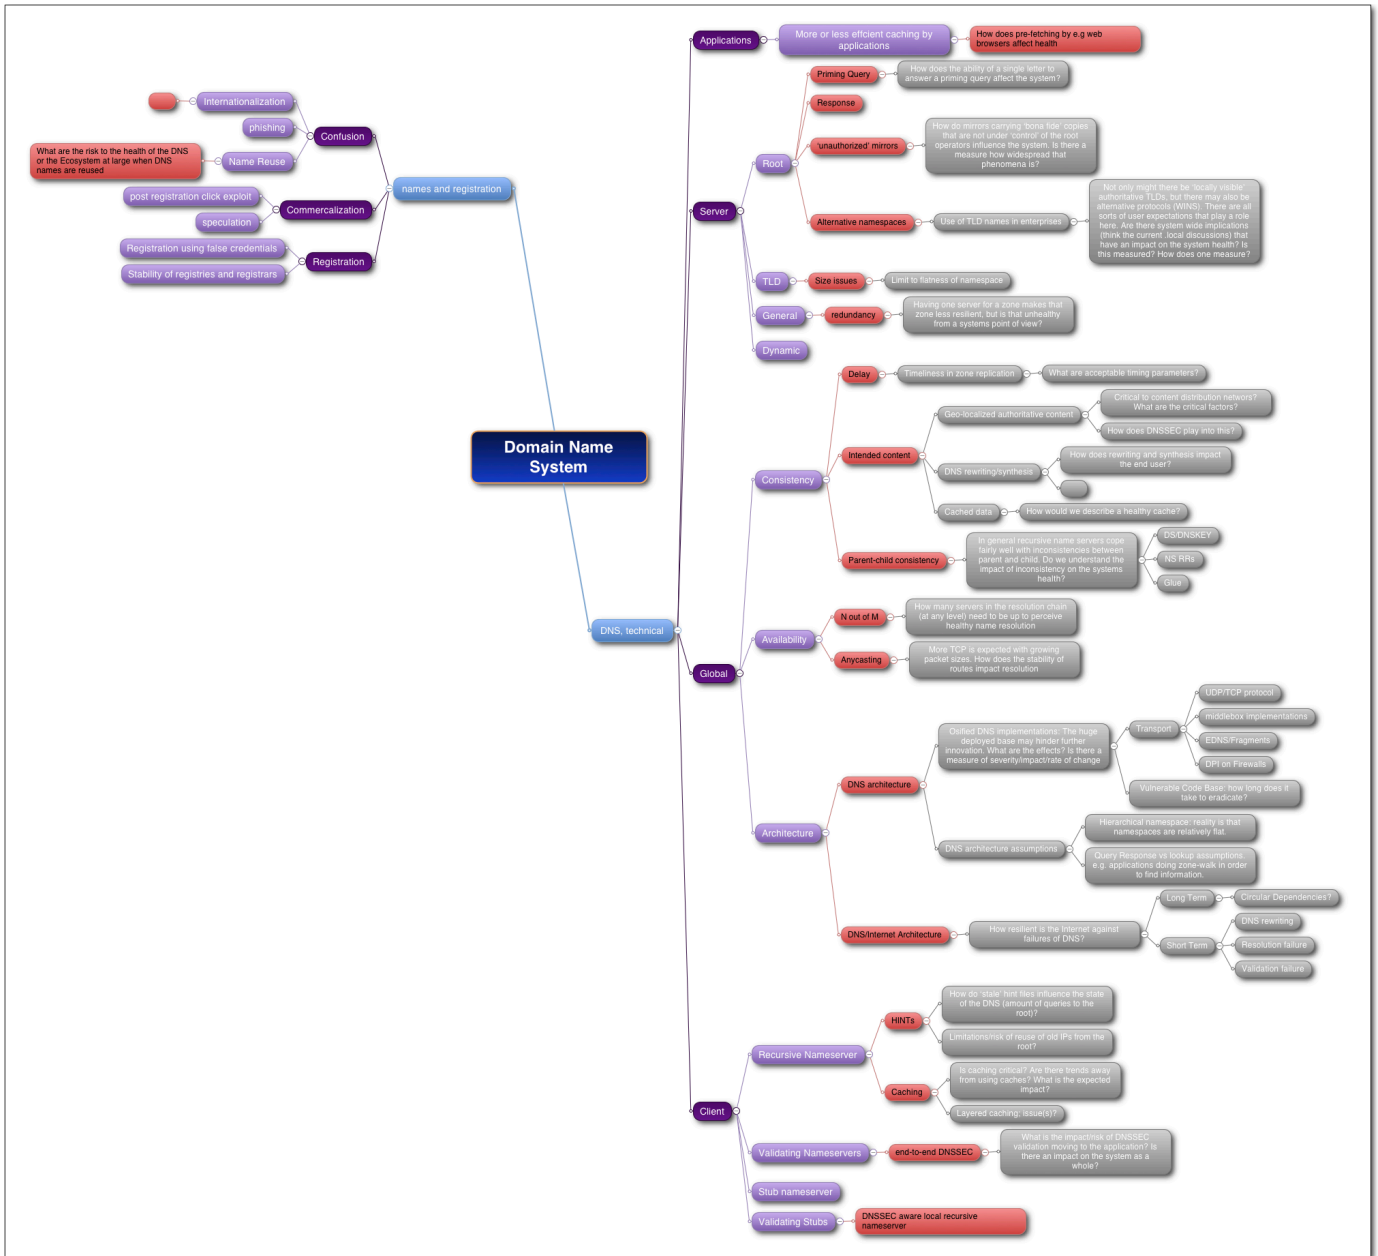 Domain Name
System
names and registration
Confusion
Internationalization
phishing
Name Reuse
What are the risk to the health of the DNS
or the Ecosystem at large when DNS
names are reused
Commercalization
post registration click exploit
speculation
Registration
Registration using false credentials
Stability of registries and registrars
DNS, technical
Applications
More or less effcient caching by
applications
How does pre-fetching by e.g web
browsers affect health
Server
Root
Priming Query
How does the ability of a single letter to
answer a priming query affect the system?
Response
'unauthorized' mirrors
How do mirrors carrying 'bona fide' copies
that are not under 'control' of the root
operators influence the system. Is there a
measure how widespread that
phenomena is?
Alternative namespaces
Use of TLD names in enterprises
Not only might there be 'locally visible'
authoritative TLDs, but there may also be
alternative protocols (WINS). There are all
sorts of user expectations that play a role
here. Are there system wide implications
(think the current .local discussions) that
have an impact on the system health? Is
this measured? How does one measure?
TLD
Size issues
Limit to flatness of namespace
General
redundancy
Having one server for a zone makes that
zone less resilient, but is that unhealthy
from a systems point of view?
Dynamic
Global
Consistency
Delay
Timeliness in zone replication
What are acceptable timing parameters?
Intended content
Geo-localized authoritative content
Critical to content distribution networs?
What are the critical factors?
How does DNSSEC play into this?
DNS rewriting/synthesis
How does rewriting and synthesis impact
the end user?
Cached data
How would we describe a healthy cache?
Parent-child consistency
In general recursive name servers cope
fairly well with inconsistencies between
parent and child. Do we understand the
impact of inconsistency on the systems
health?
DS/DNSKEY
NS RRs
Glue
Availability
N out of M
How many servers in the resolution chain
(at any level) need to be up to perceive
healthy name resolution
Anycasting
More TCP is expected with growing
packet sizes. How does the stability of
routes impact resolution
Architecture
DNS architecture
Osified DNS implementations: The huge
deployed base may hinder further
innovation. What are the effects? Is there a
measure of severity/impact/rate of change
Transport
UDP/TCP protocol
middlebox implementations
EDNS/Fragments
DPI on Firewalls
Vulnerable Code Base: how long does it
take to eradicate?
DNS architecture assumptions
Hierarchical namespace: reality is that
namespaces are relatively flat.
Query Response vs lookup assumptions.
e.g. applications doing zone-walk in order
to find information.
DNS/Internet Architecture
How resilient is the Internet against
failures of DNS?
Long Term
Circular Dependencies?
Short Term
DNS rewriting
Resolution failure
Validation failure
Client
Recursive Nameserver
HINTs
How do 'stale' hint files influence the state
of the DNS (amount of queries to the
root)?
Limitations/risk of reuse of old IPs from the
root?
Caching
Is caching critical? Are there trends away
from using caches? What is the expected
impact?
Layered caching: issue(s)?
Validating Nameservers
end-to-end DNSSEC
What is the impact/risk of DNSSEC
validation moving to the application? Is
there an impact on the system as a
whole?
Stub nameserver
Validating Stubs
DNSSEC aware local recursive
nameserver